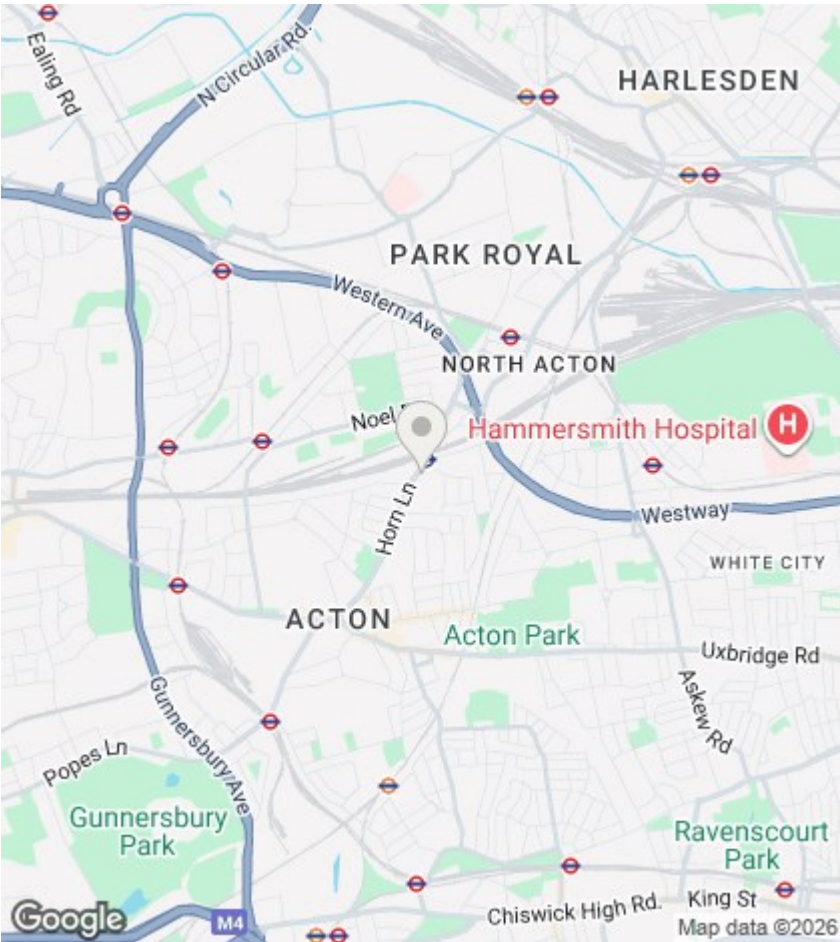 Ealing Rd
N Circular Rd.
HARLESDEN
PARK ROYAL
Western Ave
NORTH ACTON
Noel
Hammersmith Hospital
H
Horn Ln
Westway
WHITE CITY
ACTON
Acton Park
Uxbridge Rd
Askew Rd
Gunnersbury Ave
Popes Ln
Gunnersbury
Park
Ravenscourt
Park
Chiswick High Rd.
King St
Google
M4
Map data ©2026